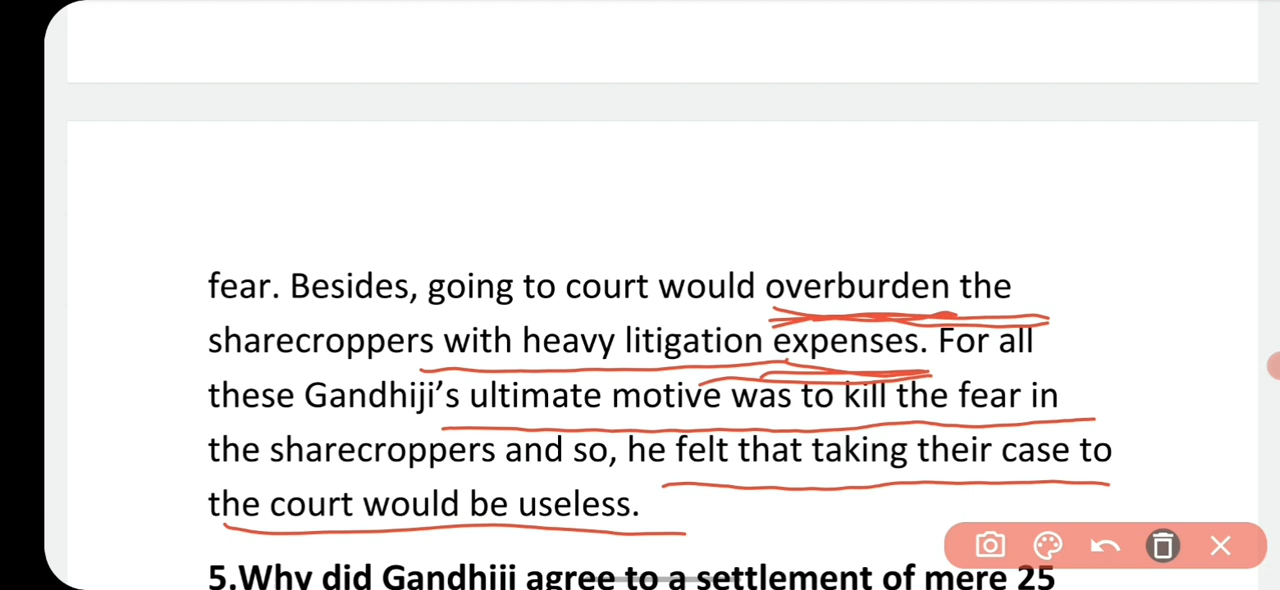 fear. Besides, going to court would overburden the
sharecroppers with heavy litigation expenses. For all
these Gandhiji’s ultimate motive was to kill the fear in
the sharecroppers and so, he felt that taking their case to
the court would be useless.
5.Why did Gandhiji agree to a settlement of mere 25